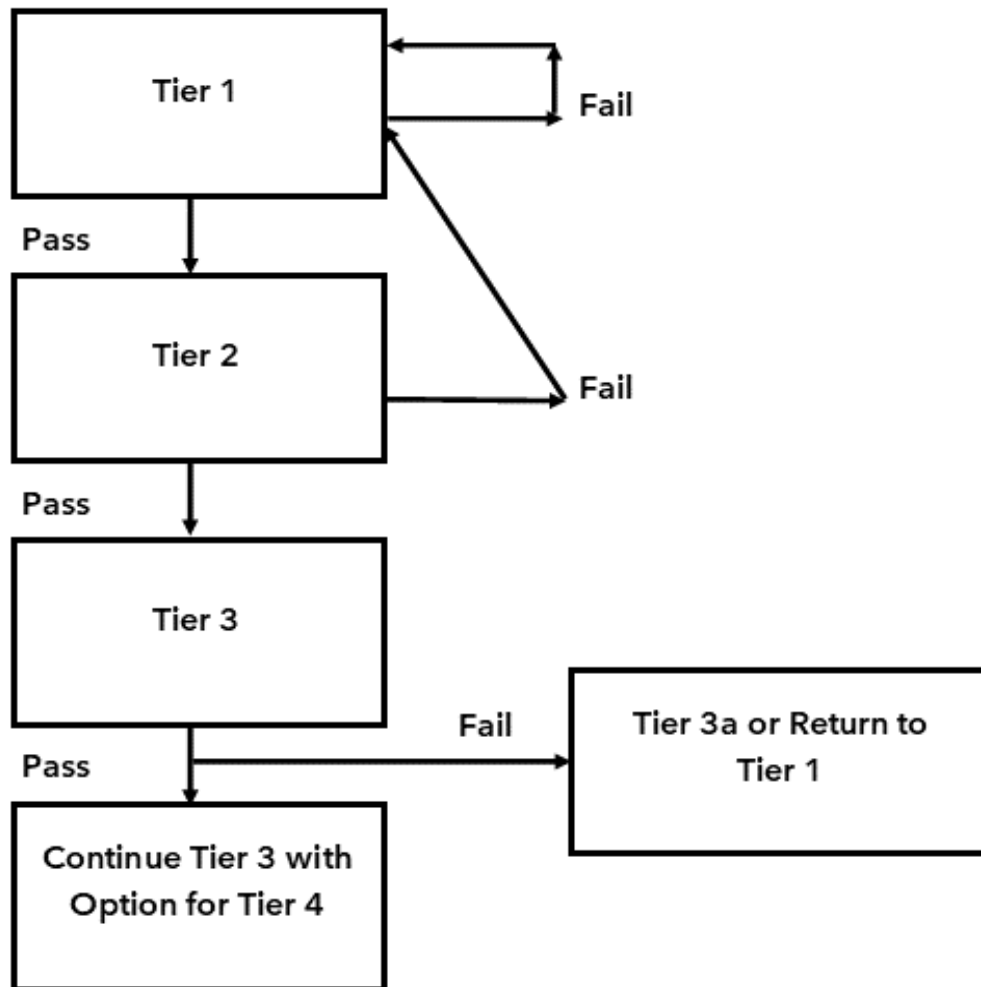 Tier 1
Fail
Pass
Tier 2
Fail
Pass
Tier 3
Fail
Tier 3a or Return to
Tier 1
Pass
Continue Tier 3 with
Option for Tier 4